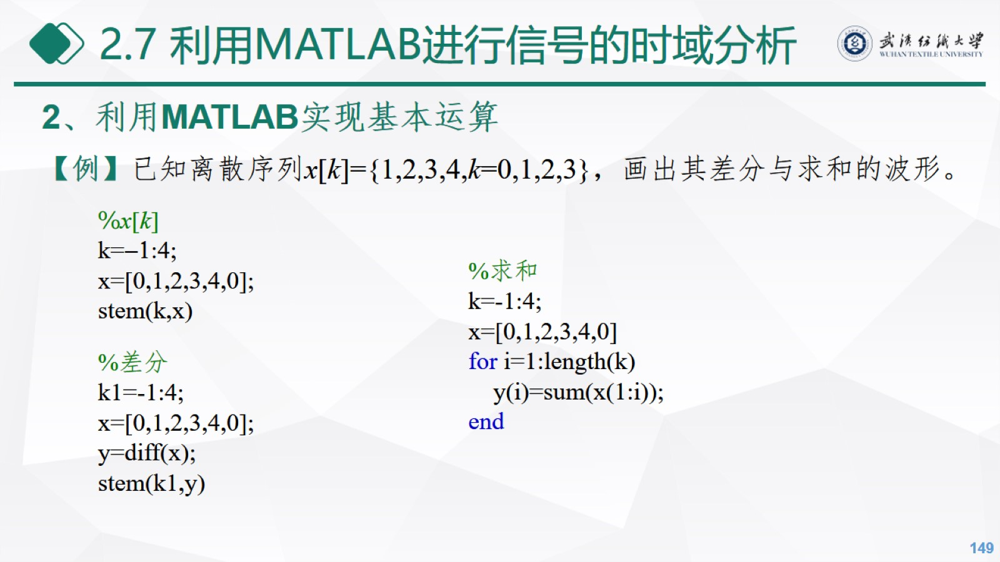 2.7 利用MATLAB进行信号的时域分析
武汉纺织大学
WUHAN TEXTILE UNIVERSITY
2、利用MATLAB实现基本运算
【例】已知离散序列x[k]={1,2,3,4,k=0,1,2,3}，画出其差分与求和的波形。
%x[k]
k=–1:4;
x=[0,1,2,3,4,0];
stem(k,x)
%差分
k1=-1:4;
x=[0,1,2,3,4,0];
y=diff(x);
stem(k1,y)
%求和
k=-1:4;
x=[0,1,2,3,4,0]
for i=1:length(k)
y(i)=sum(x(1:i));
end
149